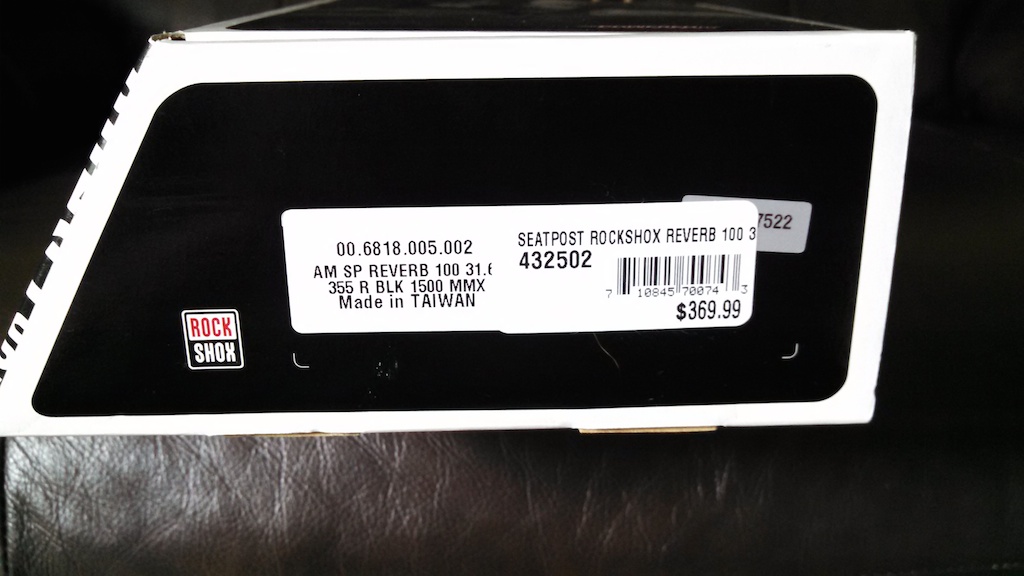 00.6818.005.002
AM SP REVERB 100 31.6
355 R BLK 1500 MMX
Made in TAIWAN
SEATPOST ROCKSHOX REVERB 100 3
432502
7 10845 70074 3
$369.99
7522
ROCK
SHOX